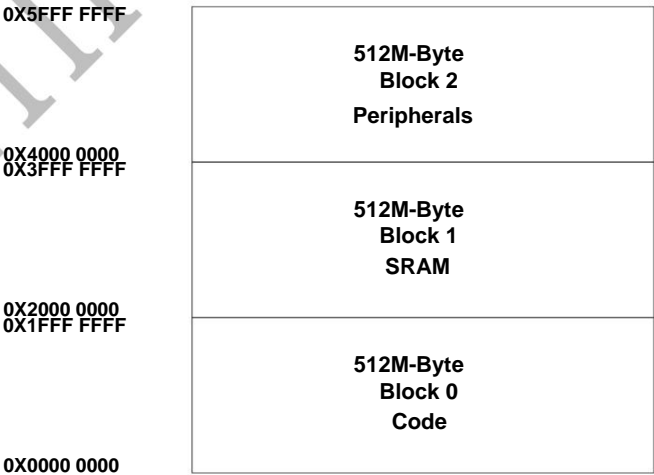 0X5FFF FFFF
512M-Byte
Block 2
Peripherals
0X4000 0000
0X3FFF FFFF
512M-Byte
Block 1
SRAM
0X2000 0000
0X1FFF FFFF
512M-Byte
Block 0
Code
0X0000 0000